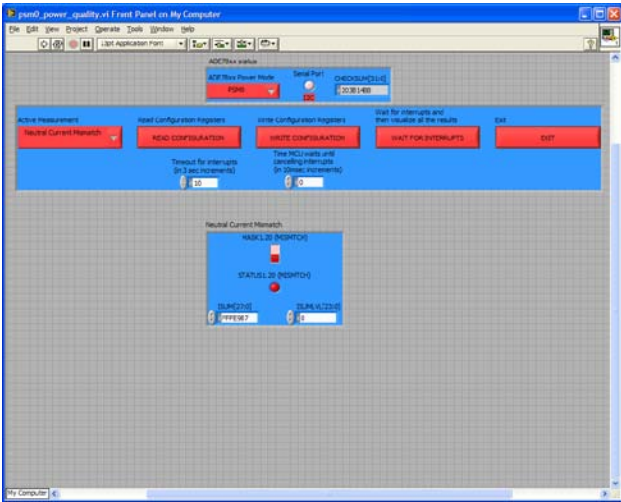 psm0_power_quality.vi Front Panel on My Computer
File Edit View Project Operate Tools Window Help
13pt Application Font
ADE78xx status
ADE78xx Power Mode
Serial Port
CHECKSUM[31:0]
PSM0
I2C
Active Measurement
Read Configuration Registers
Write Configuration Registers
Wait for interrupts and
then visualize all the results
Exit
Neutral Current Mismatch
READ CONFIGURATION
WRITE CONFIGURATION
WAIT FOR INTERRUPTS
EXIT
Timeout for interrupts
(in 3 sec increments)
10
Time MCU waits until
cancelling interrupts
(in 10msec increments)
0
Neutral Current Mismatch
MASK1.20 (MISMTCH)
STATUS1.20 (MISMTCH)
ISUM[27:0]
ISUMLVL[23:0]
FFFE9B7
0
My Computer